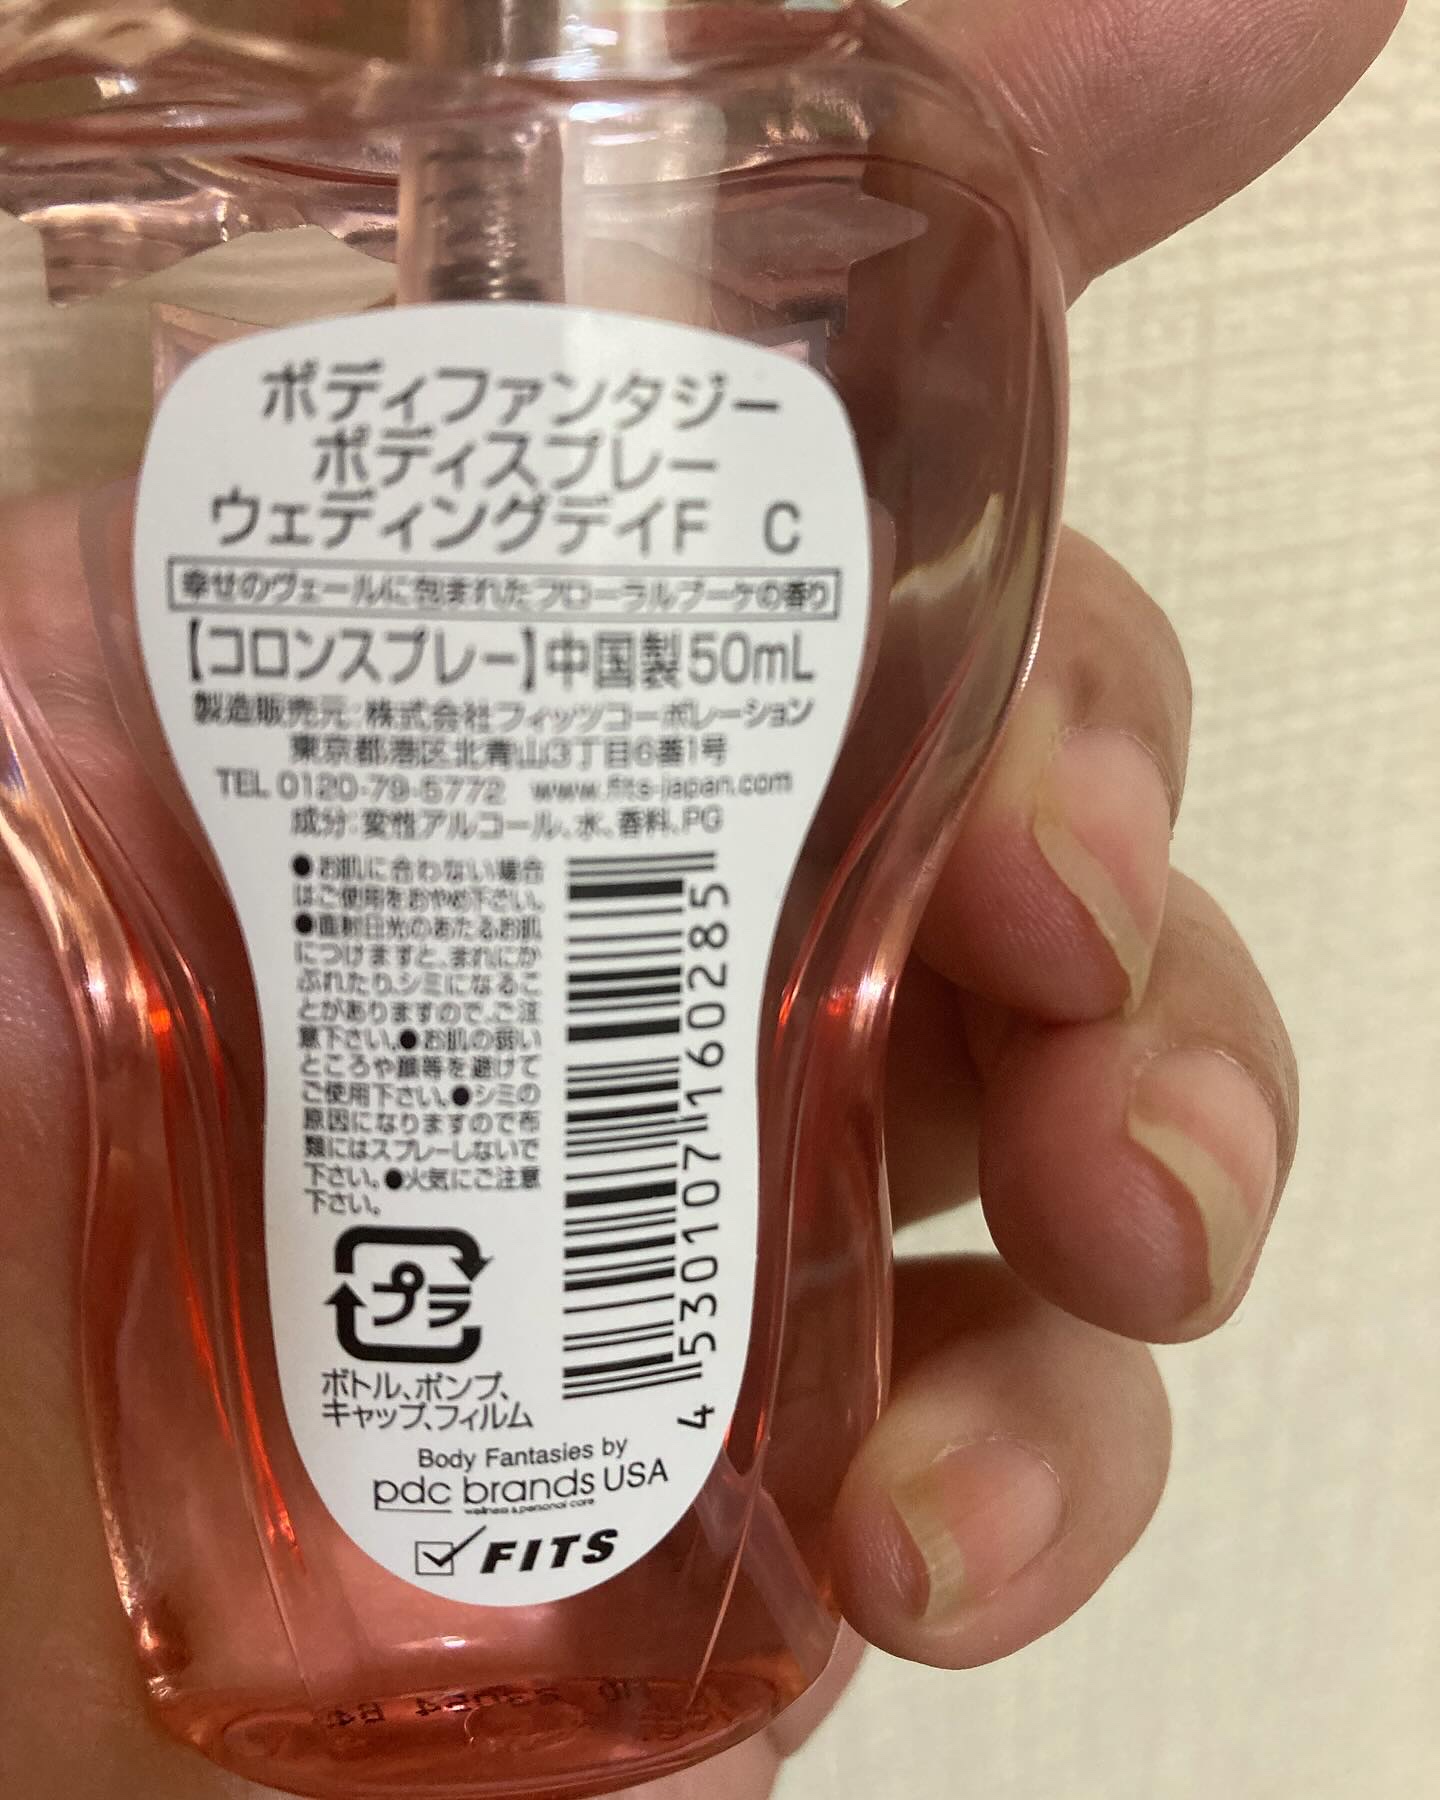 ボディファンタジー
ボディスプレー
ウェディングデイF C
幸せのヴェールに包まれたフローラルブーケの香り
【コロンスプレー】中国製50mL
製造販売元:株式会社フィッツコーポレーション
東京都港区北青山3丁目6番1号
TEL 0120-79-5772 www.fits-japan.com
成分:変性アルコール、水、香料、PG
●お肌に合わない場合
はご使用をおやめ下さい。
●直射日光のあたるお肌
につけますと、まれにか
ぶれたり、シミになるこ
とがありますので、ご注
意下さい。●お肌の弱い
ところや顔等を避けて
ご使用下さい。●シミの
原因になりますので布
類にはスプレーしないで
下さい。●火気にご注意
下さい。
4 530107 160285
プラ
ボトル、ポンプ、
キャップ、フィルム
Body Fantasies by
pdc brands USA
wellness & personal care
FITS